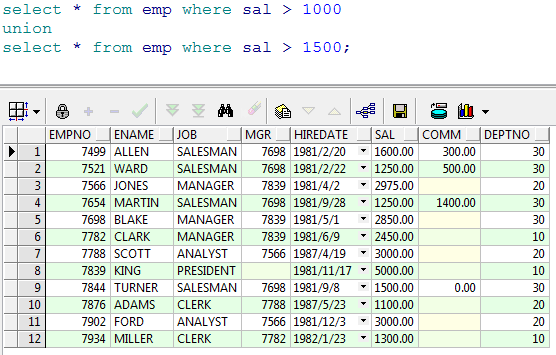 select * from emp where sal > 1000
union
select * from emp where sal > 1500;
EMPNO ENAME JOB MGR HIREDATE SAL COMM DEPTNO
1 7499 ALLEN SALESMAN 7698 1981/2/20 1600.00 300.00 30
2 7521 WARD SALESMAN 7698 1981/2/22 1250.00 500.00 30
3 7566 JONES MANAGER 7839 1981/4/2 2975.00 20
4 7654 MARTIN SALESMAN 7698 1981/9/28 1250.00 1400.00 30
5 7698 BLAKE MANAGER 7839 1981/5/1 2850.00 30
6 7782 CLARK MANAGER 7839 1981/6/9 2450.00 10
7 7788 SCOTT ANALYST 7566 1987/4/19 3000.00 20
8 7839 KING PRESIDENT 1981/11/17 5000.00 10
9 7844 TURNER SALESMAN 7698 1981/9/8 1500.00 0.00 30
10 7876 ADAMS CLERK 7788 1987/5/23 1100.00 20
11 7902 FORD ANALYST 7566 1981/12/3 3000.00 20
12 7934 MILLER CLERK 7782 1982/1/23 1300.00 10